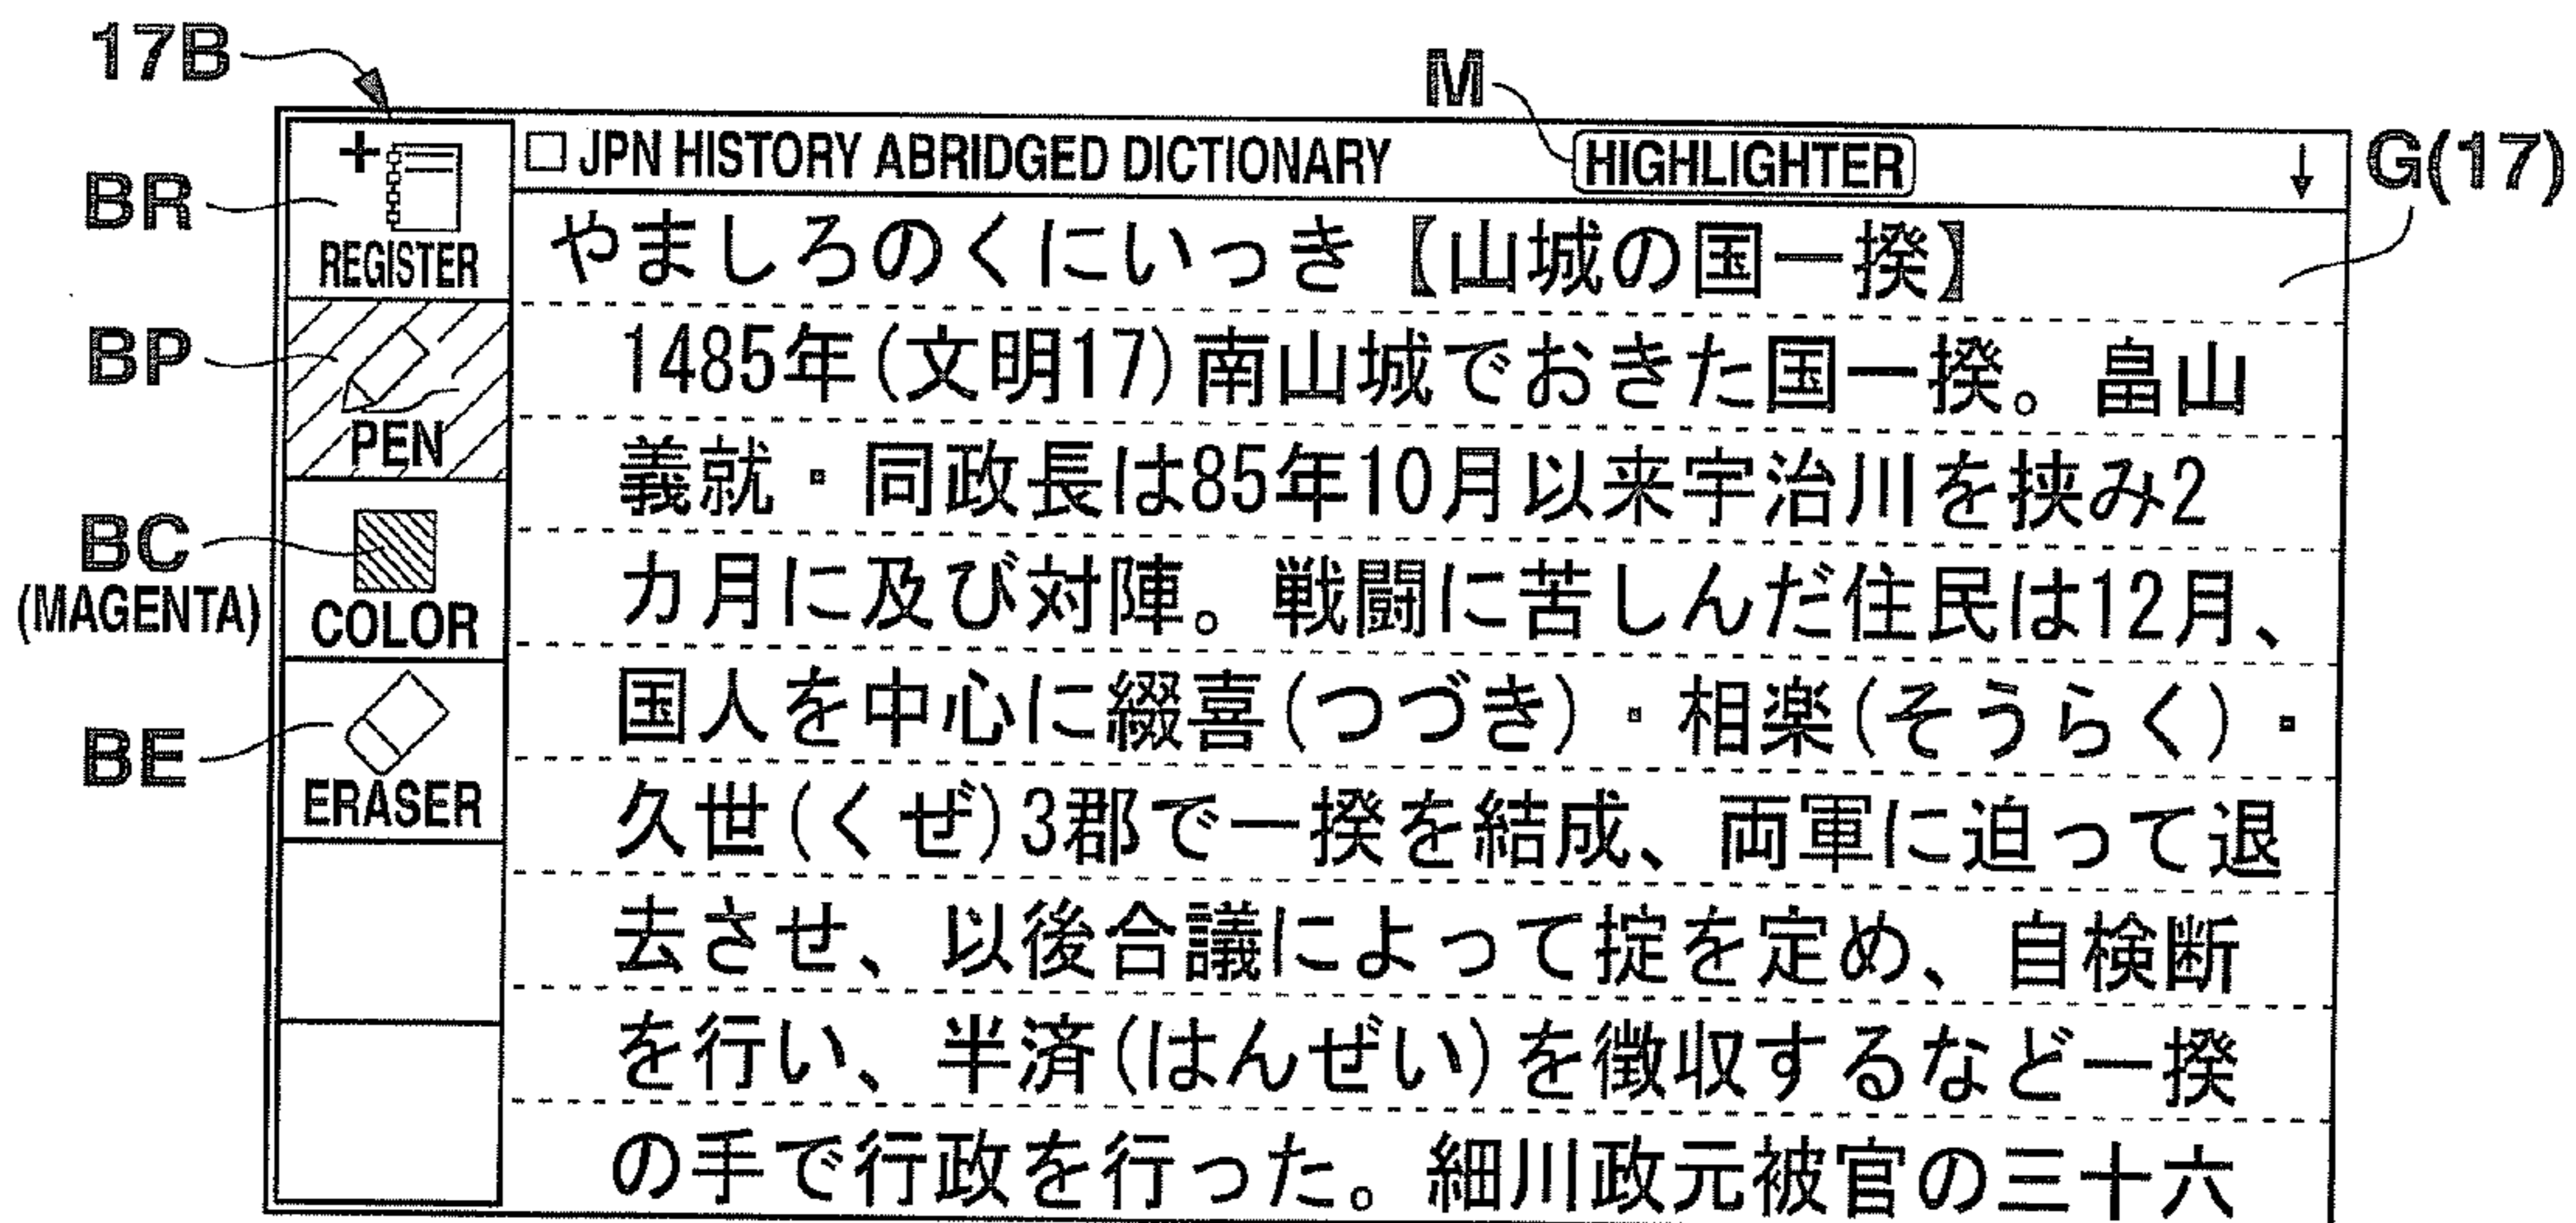 17B
M
BR
BP
BC
(MAGENTA)
BE
G(17)
REGISTER
PEN
COLOR
ERASER
□ JPN HISTORY ABRIDGED DICTIONARY HIGHLIGHTER ↓
やましろのくにいっき【山城の国一揆】
1485年(文明17)南山城でおきた国一揆。畠山
義就・同政長は85年10月以来宇治川を挟み2
カ月に及び対陣。戦闘に苦しんだ住民は12月、
国人を中心に綴喜(つづき)・相楽(そうらく)・
久世(くぜ)3郡で一揆を結成、両軍に迫って退
去させ、以後合議によって掟を定め、自検断
を行い、半済(はんぜい)を徴収するなど一揆
の手で行政を行った。細川政元被官の三十六